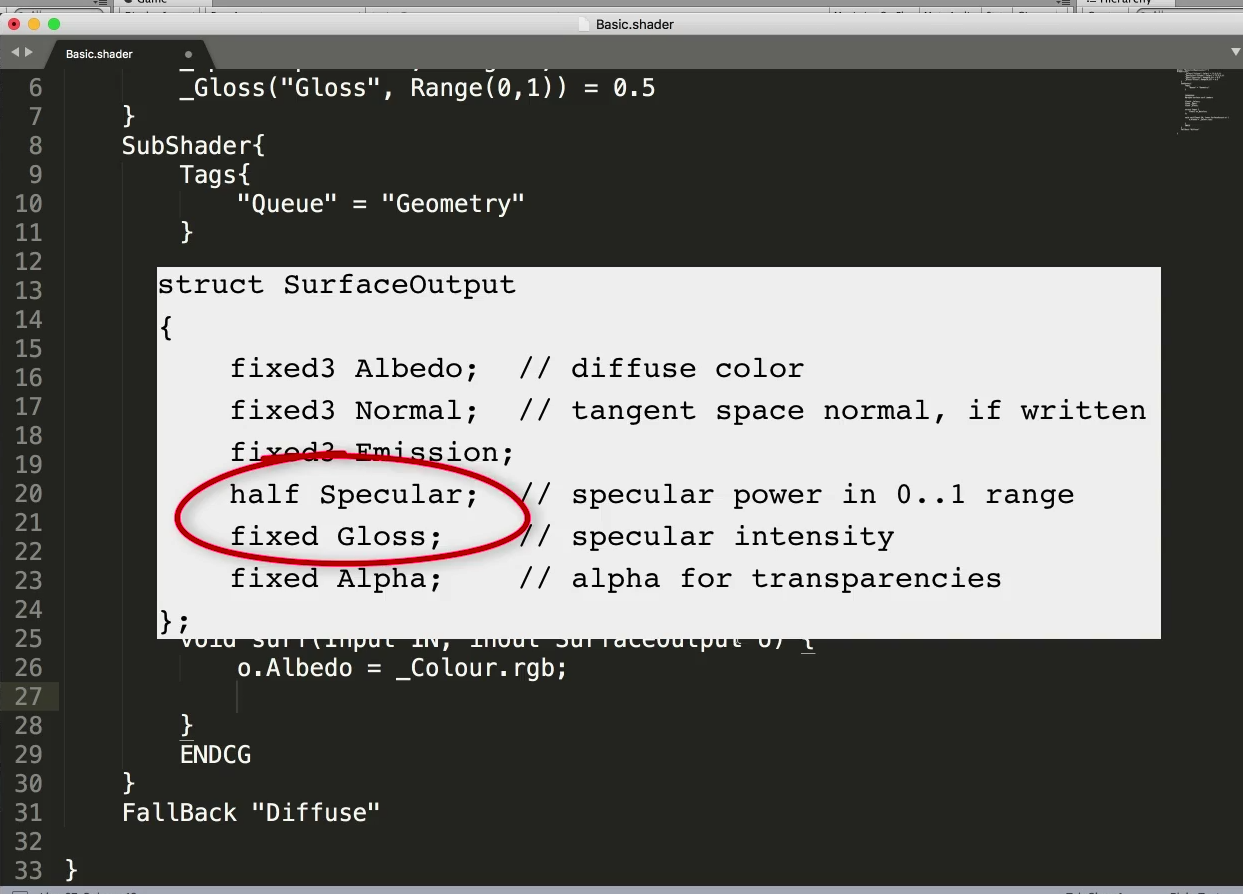 Game
Hierarchy
Basic.shader
Basic.shader
6 _Gloss("Gloss", Range(0,1)) = 0.5
7 }
8 SubShader{
9 Tags{
10 "Queue" = "Geometry"
11 }
12
13 struct SurfaceOutput
14 {
15
16 fixed3 Albedo; // diffuse color
17 fixed3 Normal; // tangent space normal, if written
18
19 fixed3 Emission;
20 half Specular; // specular power in 0..1 range
21
22 fixed Gloss; // specular intensity
23 fixed Alpha; // alpha for transparencies
24 };
25 void surf(Input IN, inout SurfaceOutput o) {
26 o.Albedo = _Colour.rgb;
27
28 }
29 ENDCG
30 }
31 FallBack "Diffuse"
32
33 }